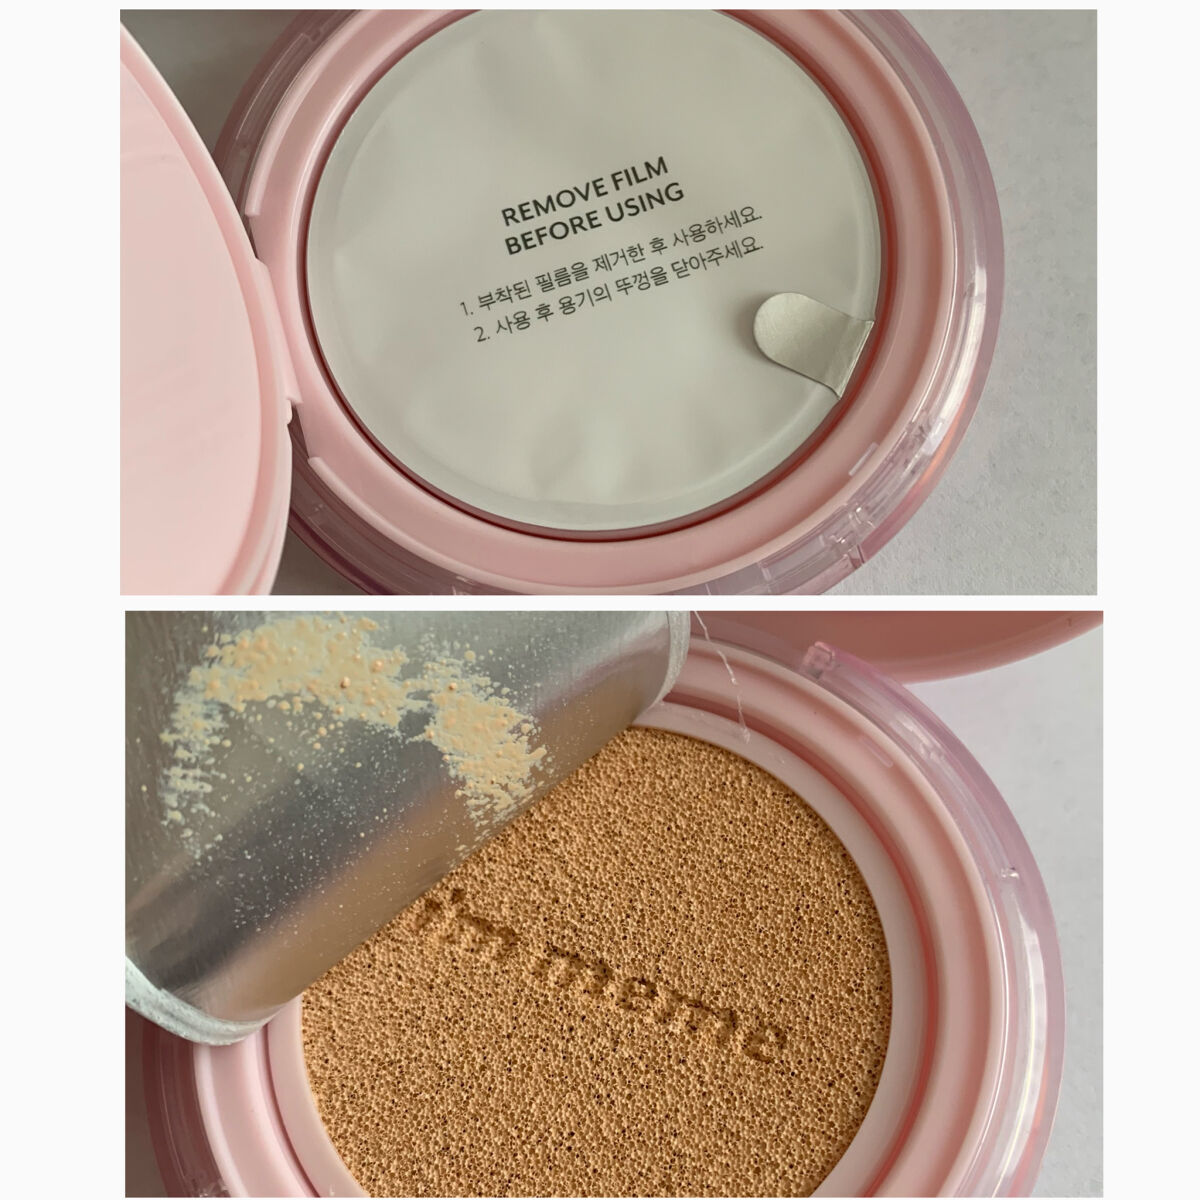 REMOVE FILM
BEFORE USING
1. 부착된 필름을 제거한 후 사용하세요.
2. 사용 후 용기의 뚜껑을 닫아주세요.
i'm meme